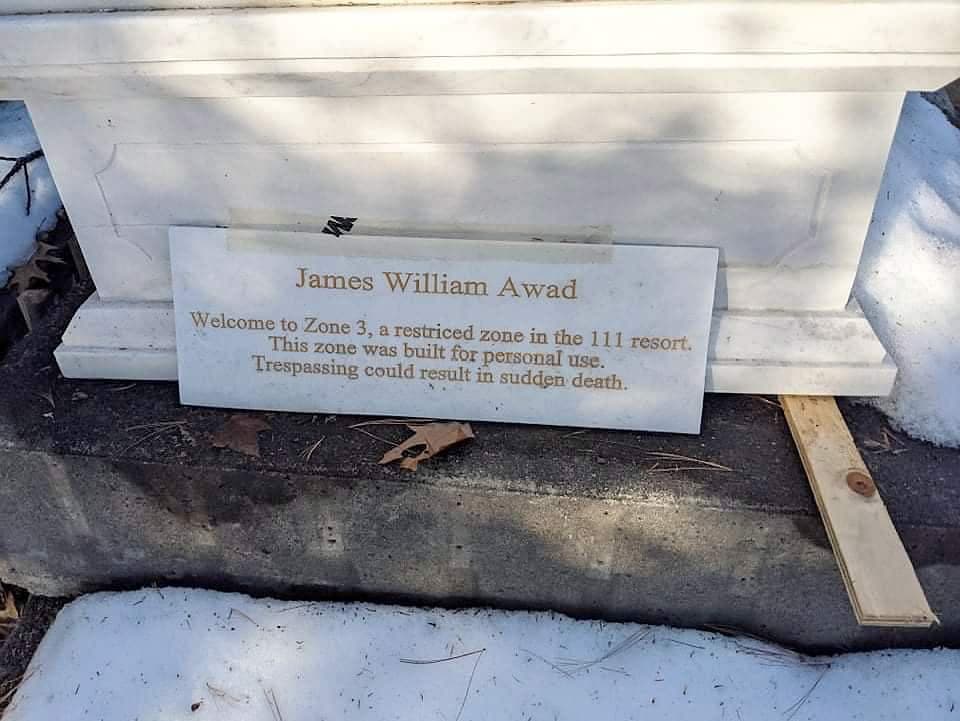 James William Awad
Welcome to Zone 3, a restriced zone in the 111 resort.
This zone was built for personal use.
Trespassing could result in sudden death.